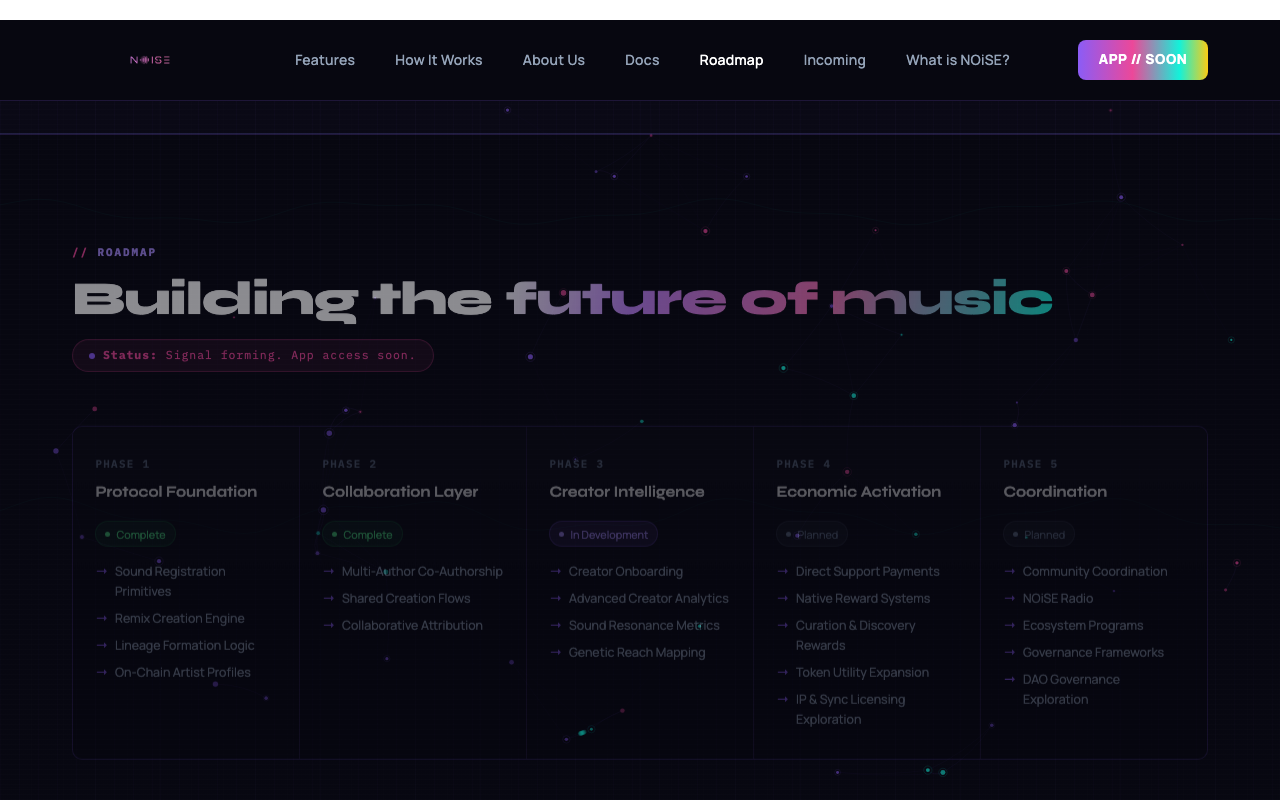 NOISE
Features
How It Works
About Us
Docs
Roadmap
Incoming
What is NOiSE?
APP // SOON
// ROADMAP
Building the future of music
Status: Signal forming. App access soon.
PHASE 1
Protocol Foundation
Complete
→ Sound Registration
Primitives
→ Remix Creation Engine
→ Lineage Formation Logic
→ On-Chain Artist Profiles
PHASE 2
Collaboration Layer
Complete
→ Multi-Author Co-Authorship
→ Shared Creation Flows
→ Collaborative Attribution
PHASE 3
Creator Intelligence
In Development
→ Creator Onboarding
→ Advanced Creator Analytics
→ Sound Resonance Metrics
→ Genetic Reach Mapping
PHASE 4
Economic Activation
Planned
→ Direct Support Payments
→ Native Reward Systems
→ Curation & Discovery
Rewards
→ Token Utility Expansion
→ IP & Sync Licensing
Exploration
PHASE 5
Coordination
Planned
→ Community Coordination
→ NOiSE Radio
→ Ecosystem Programs
→ Governance Frameworks
→ DAO Governance
Exploration